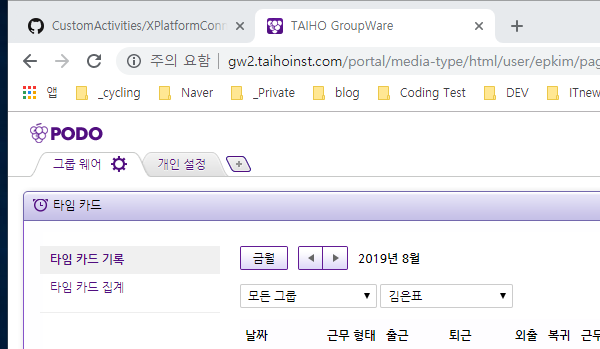 CustomActivities/XPlatformConn
TAIHO GroupWare
주의 요함 gw2.taihoinst.com/portal/media-type/html/user/epkim/pag
앱 _cycling Naver _Private blog Coding Test DEV ITnew
PODO
그룹 웨어 개인 설정
타임 카드
타임 카드 기록 금월 2019년 8월
타임 카드 집계 모든 그룹 김은표
날짜 근무 형태 출근 퇴근 외출 복귀 근무